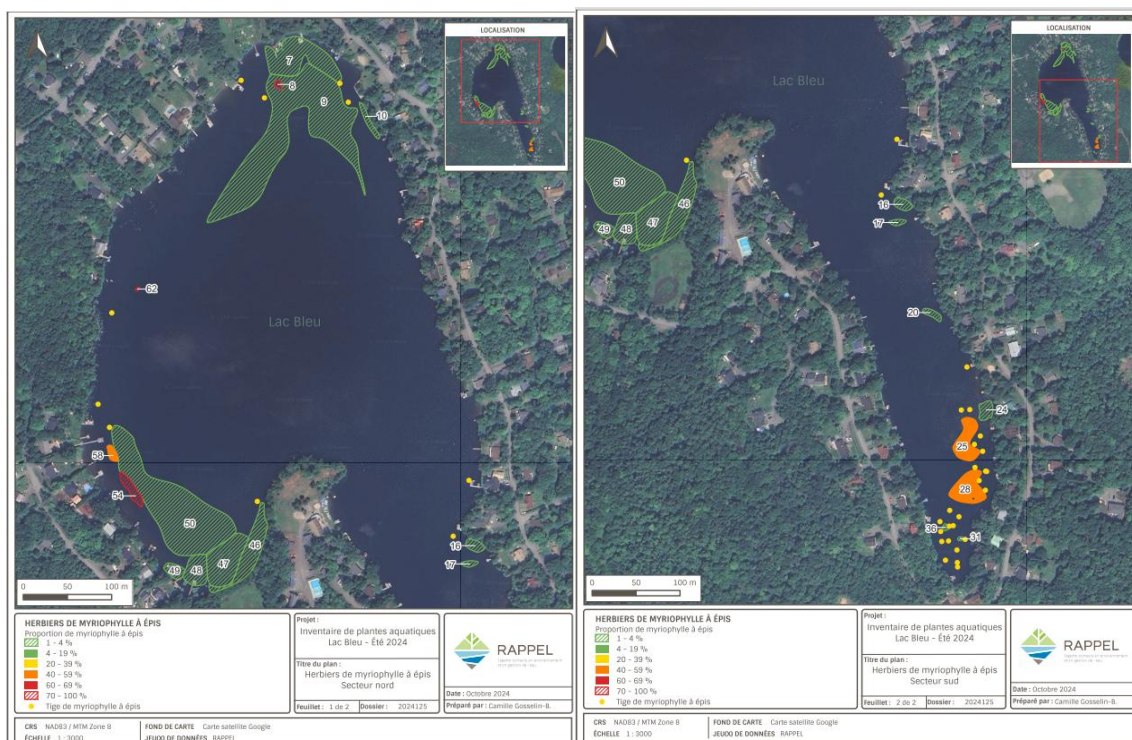 LOCALISATION
7
8
9
10
62
Lac Bleu
58
54
50
46
47
48
49
16
17
0 50 100 m
HERBIERS DE MYRIOPHYLLE À ÉPIS
Proportion de myriophylle à épis
1 - 4 %
4 - 19 %
20 - 39 %
40 - 59 %
60 - 69 %
70 - 100 %
Tige de myriophylle à épis
Projet :
Inventaire de plantes aquatiques
Lac Bleu - Été 2024
Titre du plan :
Herbiers de myriophylle à épis
Secteur nord
Feuillet : 1 de 2 Dossier : 2024125
RAPPEL
Date : Octobre 2024
Préparé par : Camille Gosselin-B.
CRS NAD83 / MTM Zone 8
ÉCHELLE 1 : 3000
FOND DE CARTE Carte satellite Google
JEUX DE DONNÉES RAPPEL
LOCALISATION
Lac Bleu
50
46
47
48
49
16
17
20
24
25
28
36
31
0 50 100 m
HERBIERS DE MYRIOPHYLLE À ÉPIS
Proportion de myriophylle à épis
1 - 4 %
4 - 19 %
20 - 39 %
40 - 59 %
60 - 69 %
70 - 100 %
Tige de myriophylle à épis
Projet :
Inventaire de plantes aquatiques
Lac Bleu - Été 2024
Titre du plan :
Herbiers de myriophylle à épis
Secteur sud
Feuillet : 2 de 2 Dossier : 2024125
RAPPEL
Date : Octobre 2024
Préparé par : Camille Gosselin-B.
CRS NAD83 / MTM Zone 8
ÉCHELLE 1 : 3000
FOND DE CARTE Carte satellite Google
JEUX DE DONNÉES RAPPEL